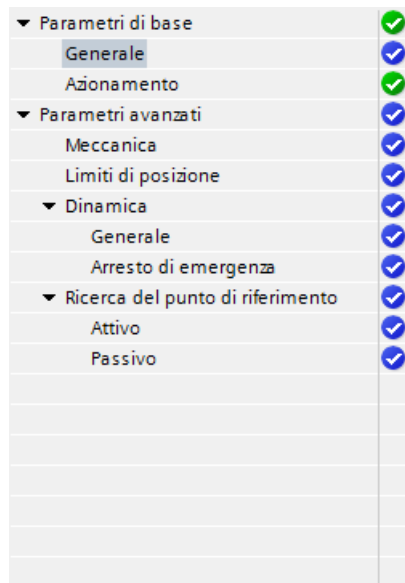 Parametri di base
Generale
Azionamento
Parametri avanzati
Meccanica
Limiti di posizione
Dinamica
Generale
Arresto di emergenza
Ricerca del punto di riferimento
Attivo
Passivo